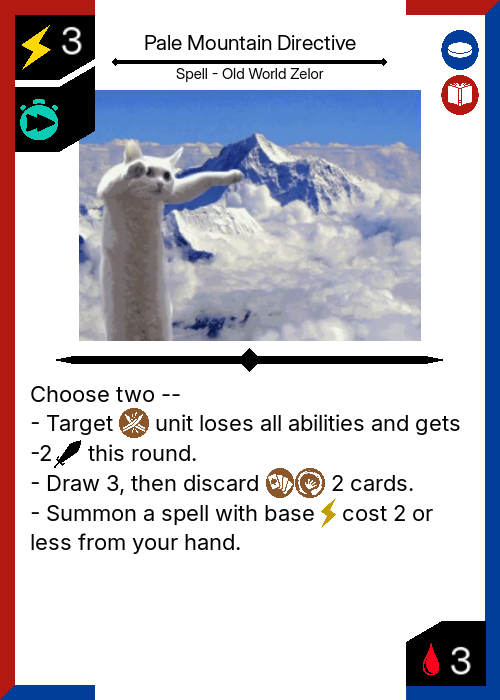 3
Pale Mountain Directive
Spell - Old World Zelor
Choose two --
- Target unit loses all abilities and gets
-2 this round.
- Draw 3, then discard 2 cards.
- Summon a spell with base cost 2 or
less from your hand.
3